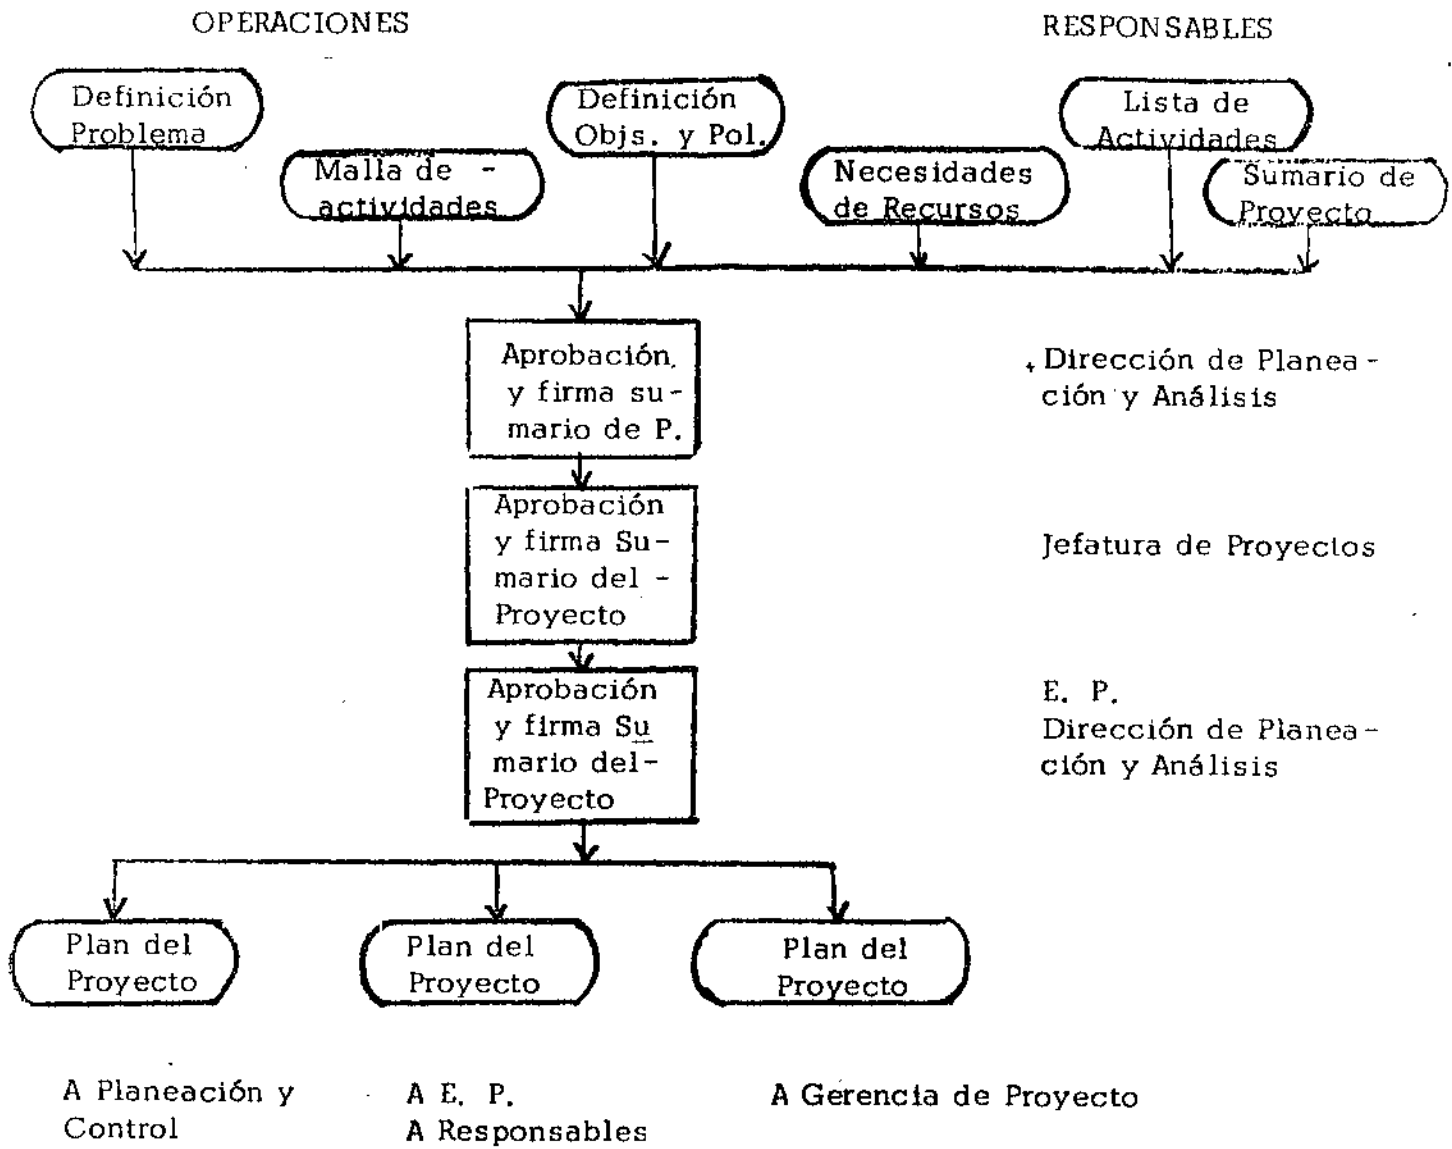 OPERACIONES
RESPONSABLES
Definición
Problema
Definición
Objs. y Pol.
Lista de
Actividades
Malla de -
actividades
Necesidades
de Recursos
Sumario de
Proyecto
Aprobación
y firma su-
mario de P.
Dirección de Planea-
ción y Análisis
Aprobación
y firma Su-
mario del -
Proyecto
Jefatura de Proyectos
Aprobación
y firma Su
mario del-
Proyecto
E. P.
Dirección de Planea-
ción y Análisis
Plan del
Proyecto
Plan del
Proyecto
Plan del
Proyecto
A Planeación y
Control
A E. P.
A Responsables
A Gerencia de Proyecto